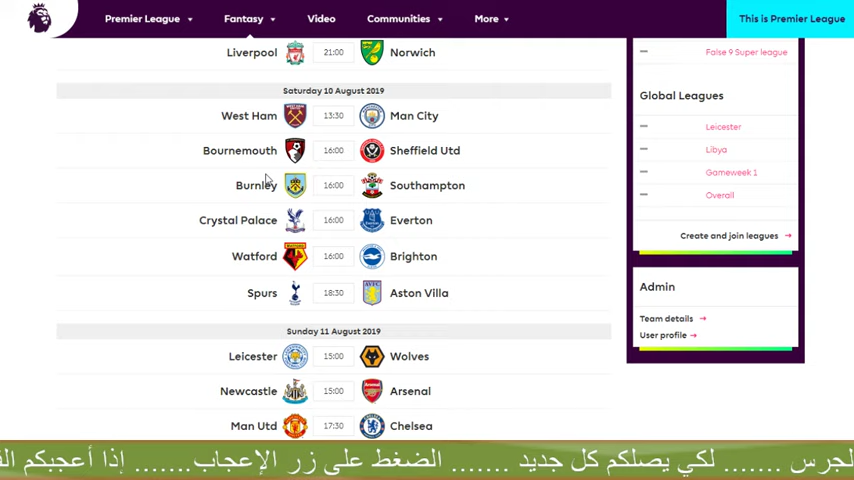 Premier League
Fantasy
Video
Communities
More
This is Premier League
Liverpool 21:00 Norwich
Saturday 10 August 2019
West Ham 13:30 Man City
Bournemouth 16:00 Sheffield Utd
Burnley 16:00 Southampton
Crystal Palace 16:00 Everton
Watford 16:00 Brighton
Spurs 18:30 Aston Villa
Sunday 11 August 2019
Leicester 15:00 Wolves
Newcastle 15:00 Arsenal
Man Utd 17:30 Chelsea
False 9 Super league
Global Leagues
Leicester
Libya
Gameweek 1
Overall
Create and join leagues
Admin
Team details
User profile
لجرس ....... لكي يصلكم كل جديد ....... الضغط على زر الإعجاب....... إذا أعجبكم